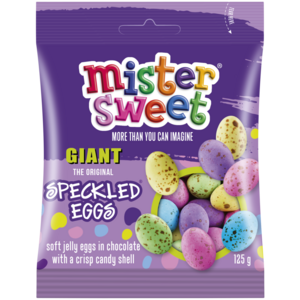 mister
sweet
MORE THAN YOU CAN IMAGINE
GIANT
THE ORIGINAL
SPECKLED
EGGS
soft jelly eggs in chocolate
with a crisp candy shell
125 g